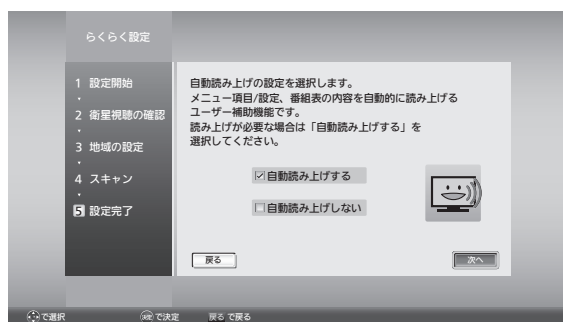 らくらく設定
1 設定開始
2 衛星視聴の確認
3 地域の設定
4 スキャン
5 設定完了
自動読み上げの設定を選択します。
メニュー項目/設定、番組表の内容を自動的に読み上げる
ユーザー補助機能です。
読み上げが必要な場合は「自動読み上げする」を
選択してください。
自動読み上げする
自動読み上げしない
戻る
次へ
で選択
決定 で決定
戻る で戻る